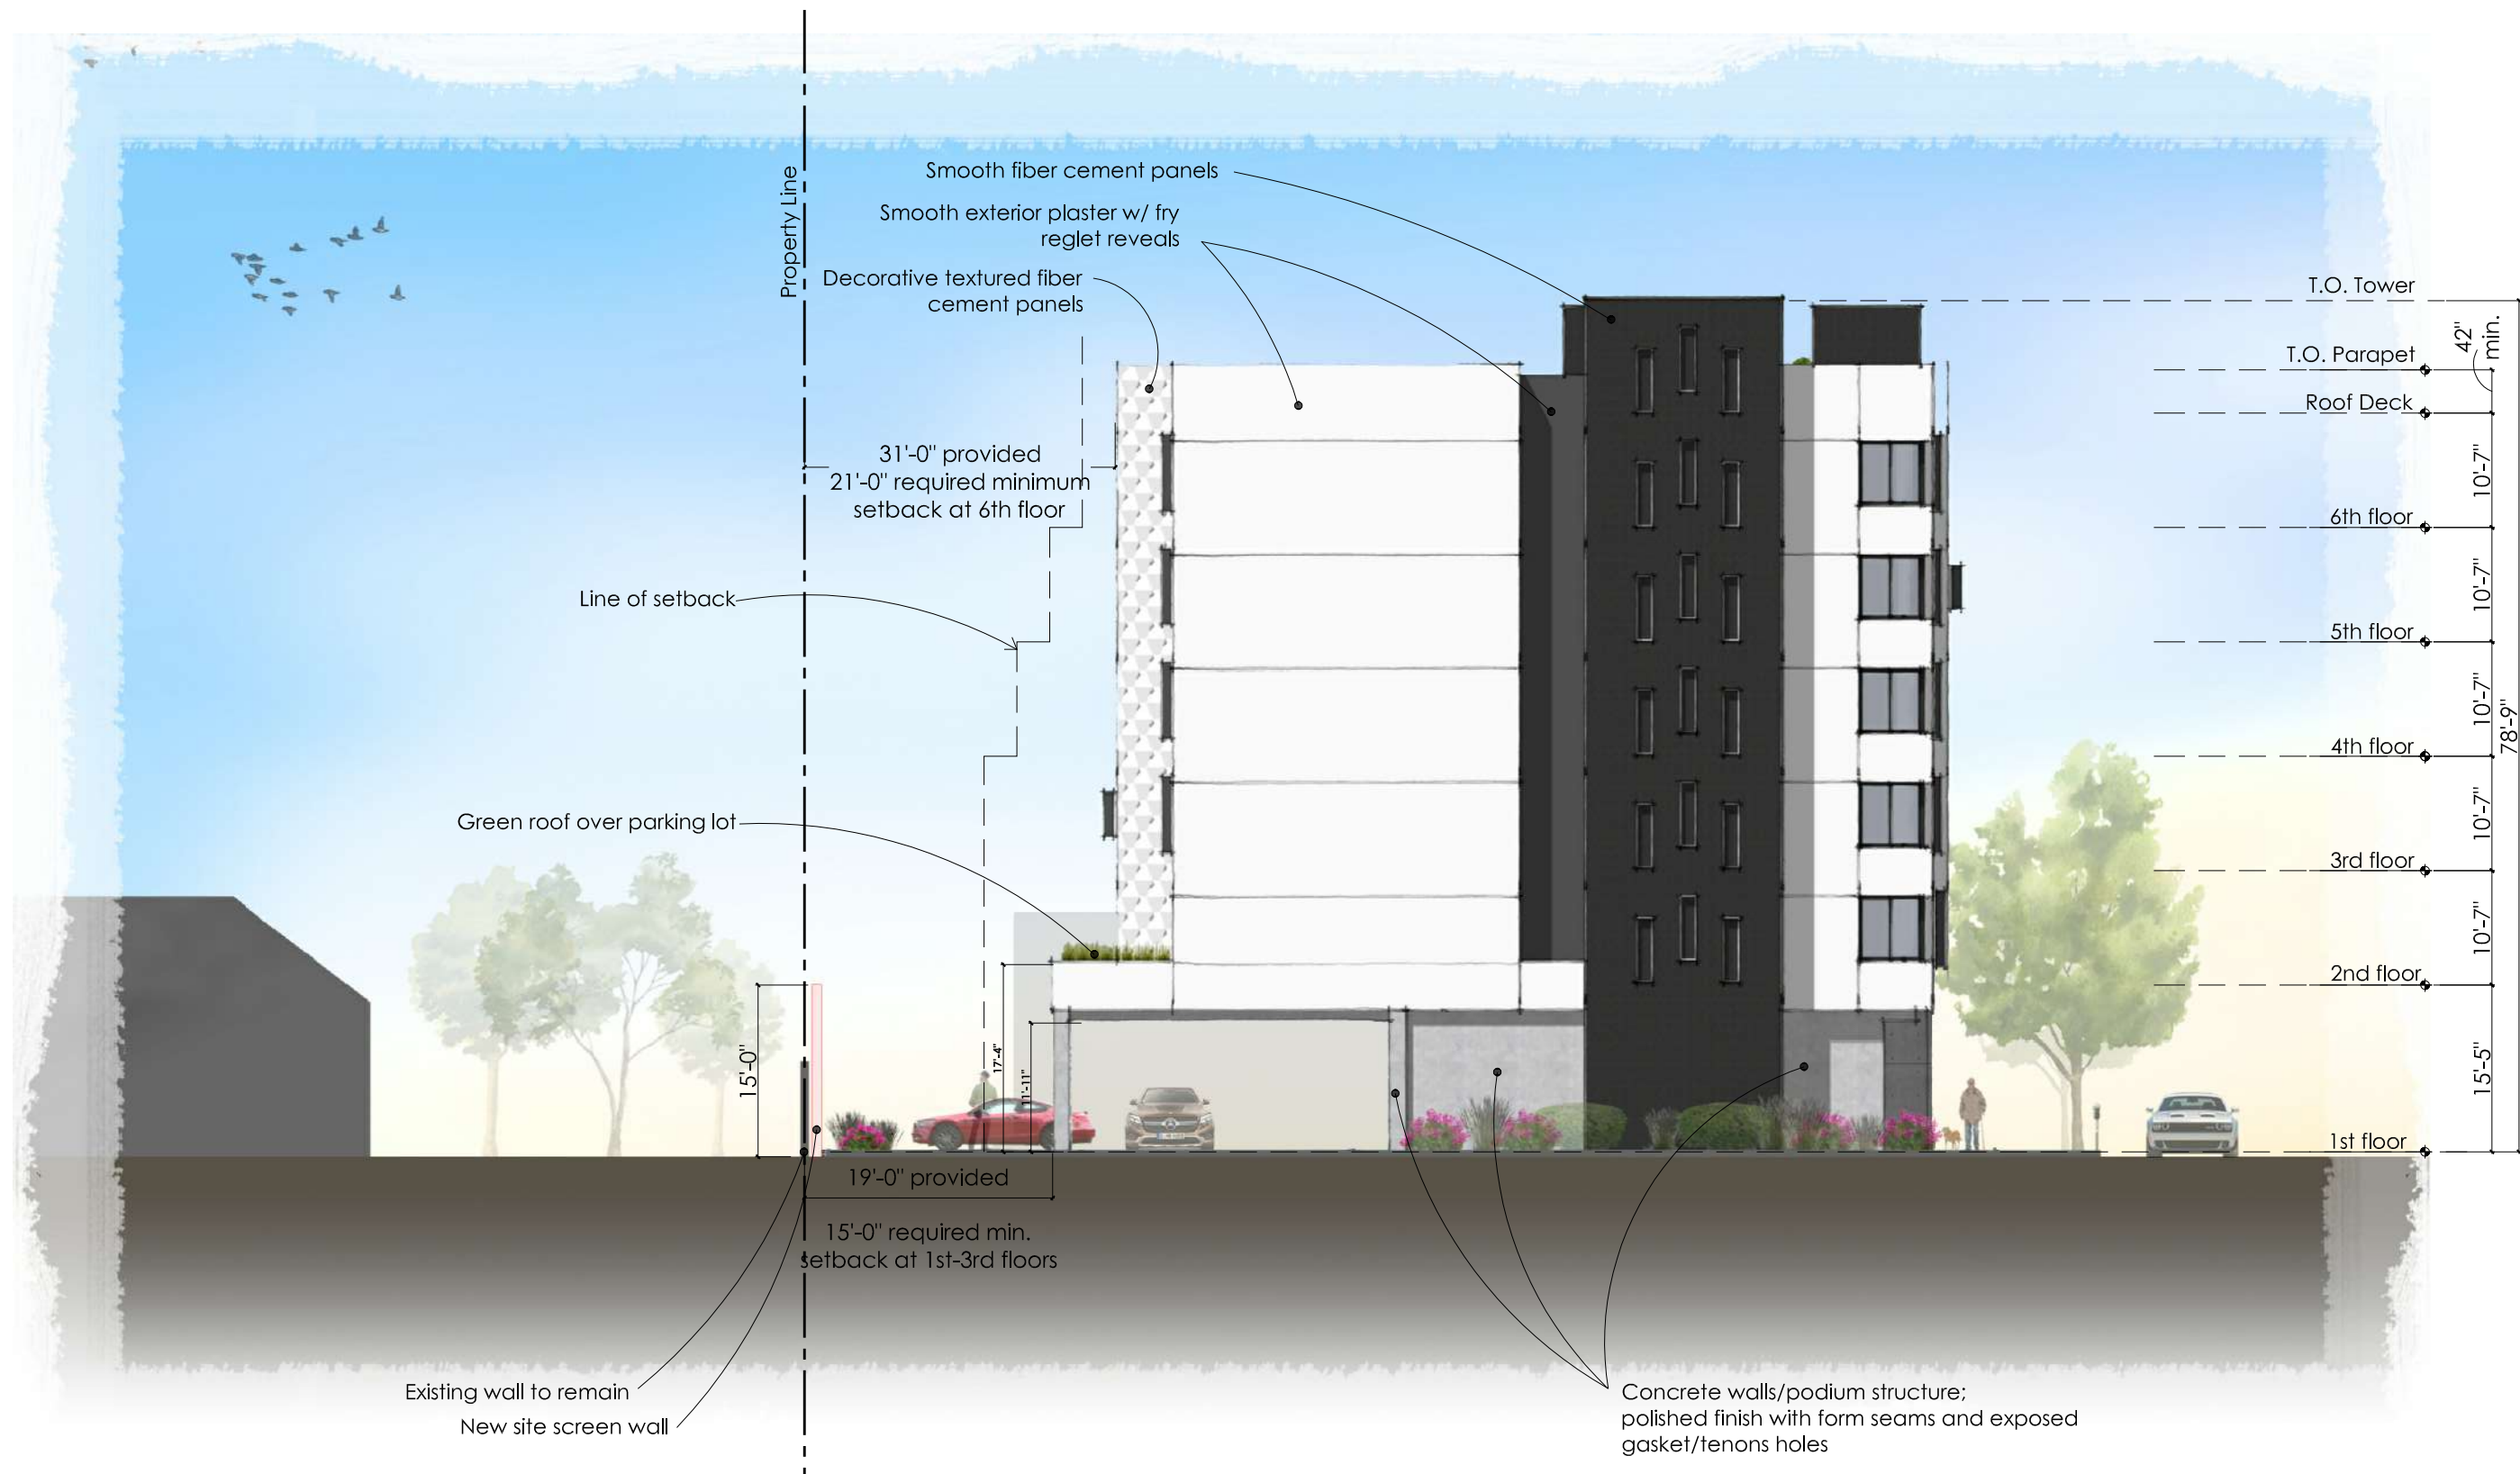 Property Line
Smooth fiber cement panels
Smooth exterior plaster w/ fry
reglet reveals
Decorative textured fiber
cement panels
T.O. Tower
42"
min.
T.O. Parapet
Roof Deck
31'-0" provided
21'-0" required minimum
setback at 6th floor
10'-7"
6th floor
Line of setback
10'-7"
5th floor
10'-7"
78'-9"
4th floor
Green roof over parking lot
10'-7"
3rd floor
10'-7"
2nd floor
15'-0"
17'-4"
11'-11"
15'-5"
1st floor
19'-0" provided
15'-0" required min.
setback at 1st-3rd floors
Existing wall to remain
New site screen wall
Concrete walls/podium structure;
polished finish with form seams and exposed
gasket/tenons holes